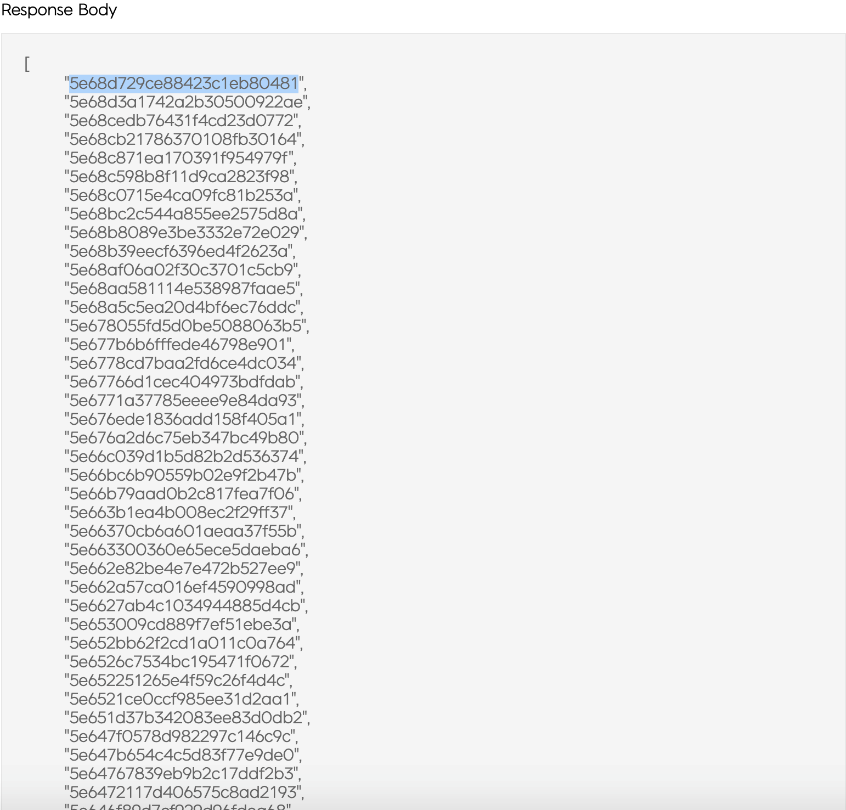 Response Body
[
"5e68d729ce88423c1eb80481",
"5e68d3a1742a2b30500922ae",
"5e68cedb76431f4cd23d0772",
"5e68cb21786370108fb30164",
"5e68c871ea170391f954979f",
"5e68c598b8f11d9ca2823f98",
"5e68c0715e4ca09fc81b253a",
"5e68bc2c544a855ee2575d8a",
"5e68b8089e3be3332e72e029",
"5e68b39eecf6396ed4f2623a",
"5e68af06a02f30c3701c5cb9",
"5e68aa581114e538987faae5",
"5e68a5c5ea20d4bf6ec76ddc",
"5e678055fd5d0be5088063b5",
"5e677b6b6fffede46798e901",
"5e6778cd7baa2fd6ce4dc034",
"5e67766d1cec404973bdfdab",
"5e6771a37785eeee9e84da93",
"5e676ede1836add158f405a1",
"5e676a2d6c75eb347bc49b80",
"5e66c039d1b5d82b2d536374",
"5e66bc6b90559b02e9f2b47b",
"5e66b79aad0b2c817fea7f06",
"5e663b1ea4b008ec2f29ff37",
"5e66370cb6a601aeaa37f55b",
"5e663300360e65ece5daeba6",
"5e662e82be4e7e472b527ee9",
"5e662a57ca016ef4590998ad",
"5e6627ab4c1034944885d4cb",
"5e653009cd889f7ef51ebe3a",
"5e652bb62f2cd1a011c0a764",
"5e6526c7534bc195471f0672",
"5e652251265e4f59c26f4d4c",
"5e6521ce0ccf985ee31d2aa1",
"5e651d37b342083ee83d0db2",
"5e647f0578d982297c146c9c",
"5e647b654c4c5d83f77e9de0",
"5e64767839eb9b2c17ddf2b3",
"5e6472117d406575c8ad2193",